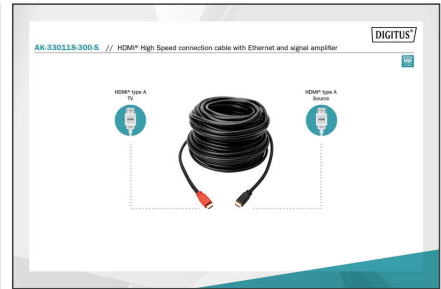 DIGITUS®
AK-330118-300-S // HDMI® High Speed connection cable with Ethernet and signal amplifier
HD
HDMI® type A
TV
HDMI® type A
Source